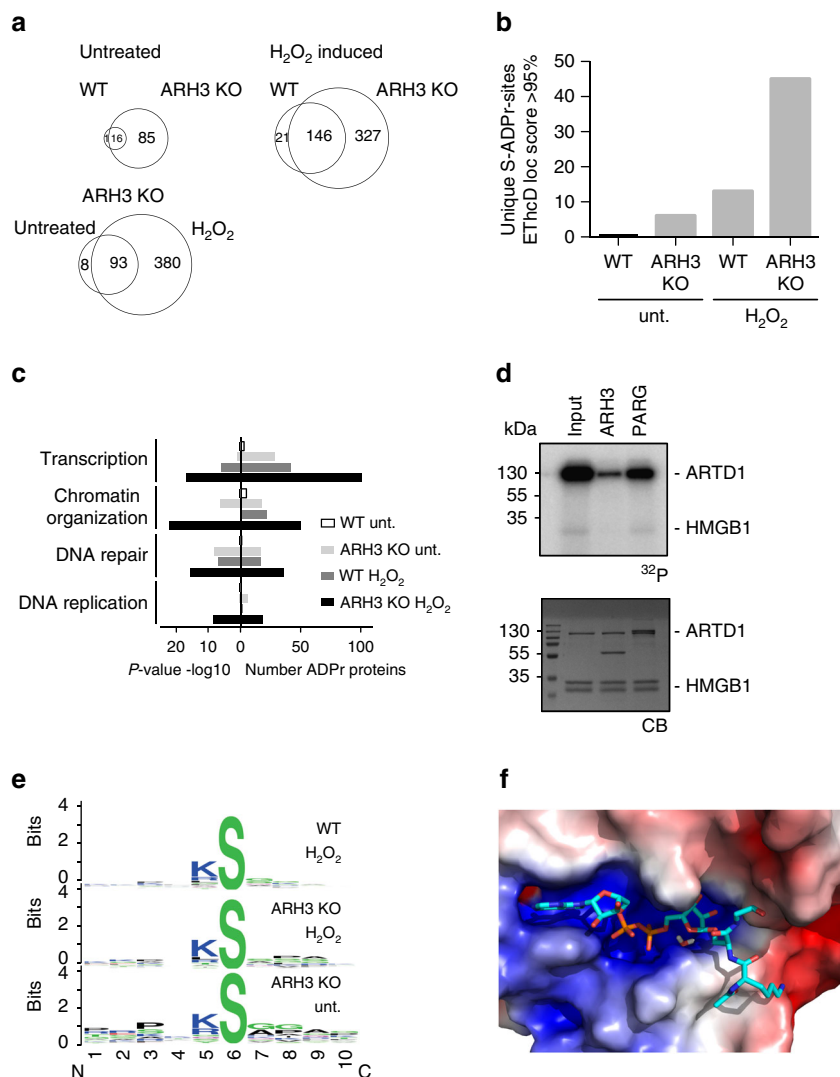 a
Untreated
WT
ARH3 KO
1
16
85
H₂O₂ induced
WT
ARH3 KO
21
146
327
ARH3 KO
Untreated
H₂O₂
8
93
380
b
Unique S-ADPr-sites
EThcD loc score >95%
50
40
30
20
10
0
WT
ARH3
KO
WT
ARH3
KO
unt.
H₂O₂
c
Transcription
Chromatin
organization
DNA repair
DNA replication
WT unt.
ARH3 KO unt.
WT H₂O₂
ARH3 KO H₂O₂
20 10 0 50 100
P-value -log10 Number ADPr proteins
d
kDa
Input
ARH3
PARG
130
55
35
- ARTD1
- HMGB1
³²P
130
55
35
- ARTD1
- HMGB1
CB
e
Bits
4
2
0
KS
WT
H₂O₂
Bits
4
2
0
KS
ARH3 KO
H₂O₂
Bits
4
2
0
KS
ARH3 KO
unt.
1 2 3 4 5 6 7 8 9 10
N C
f